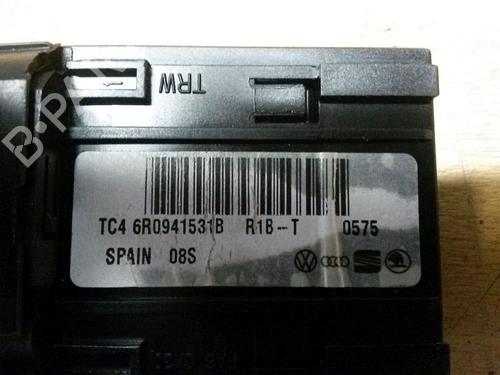 TRW
TC4 6R0941531B R1B--T 0575
SPAIN 08S
B-PARTS